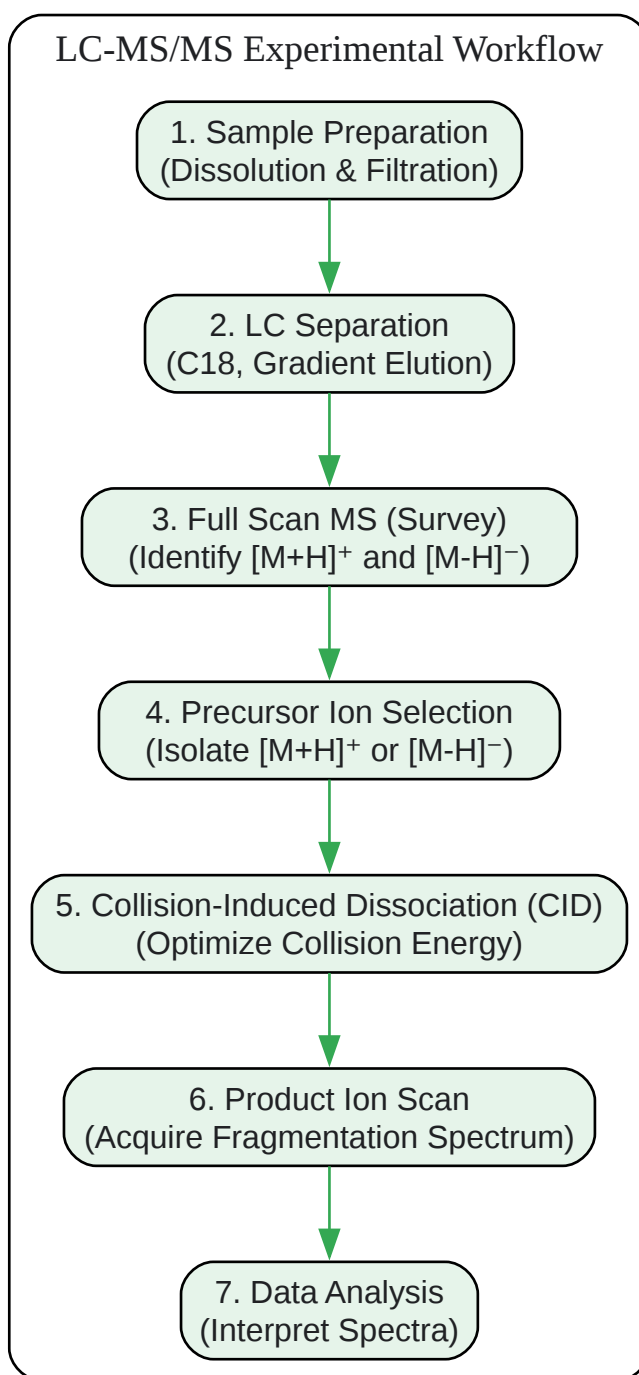 LC-MS/MS Experimental Workflow
1. Sample Preparation
(Dissolution & Filtration)
2. LC Separation
(C18, Gradient Elution)
3. Full Scan MS (Survey)
(Identify [M+H]⁺ and [M-H]⁻)
4. Precursor Ion Selection
(Isolate [M+H]⁺ or [M-H]⁻)
5. Collision-Induced Dissociation (CID)
(Optimize Collision Energy)
6. Product Ion Scan
(Acquire Fragmentation Spectrum)
7. Data Analysis
(Interpret Spectra)